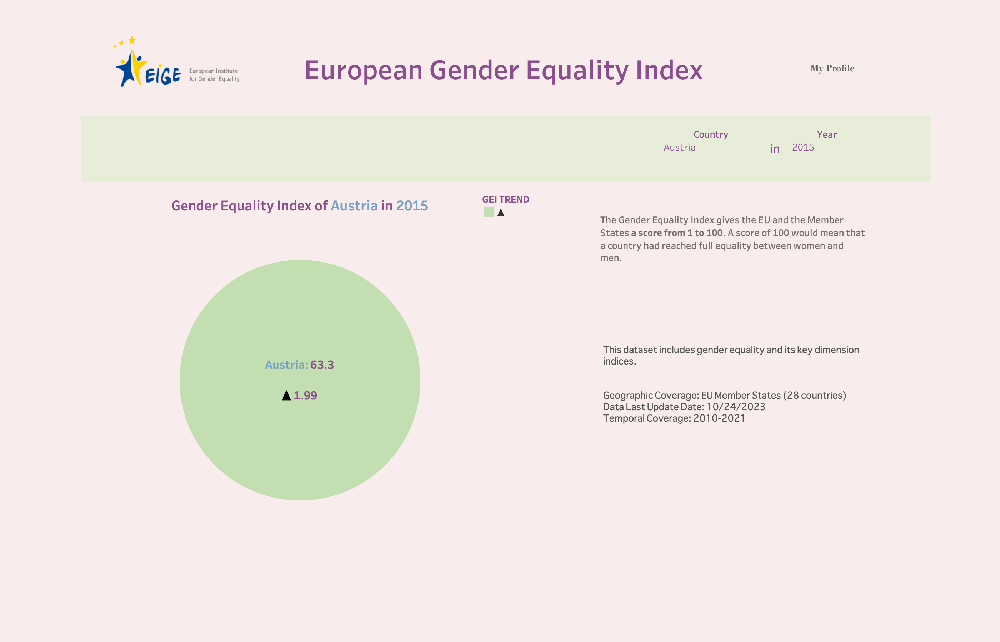 EIGE
European Institute
for Gender Equality
European Gender Equality Index
My Profile
Country
Year
Austria
in
2015
Gender Equality Index of Austria in 2015
GEI TREND
▲
The Gender Equality Index gives the EU and the Member
States a score from 1 to 100. A score of 100 would mean that
a country had reached full equality between women and
men.
Austria: 63.3
▲ 1.99
This dataset includes gender equality and its key dimension
indices.
Geographic Coverage: EU Member States (28 countries)
Data Last Update Date: 10/24/2023
Temporal Coverage: 2010-2021